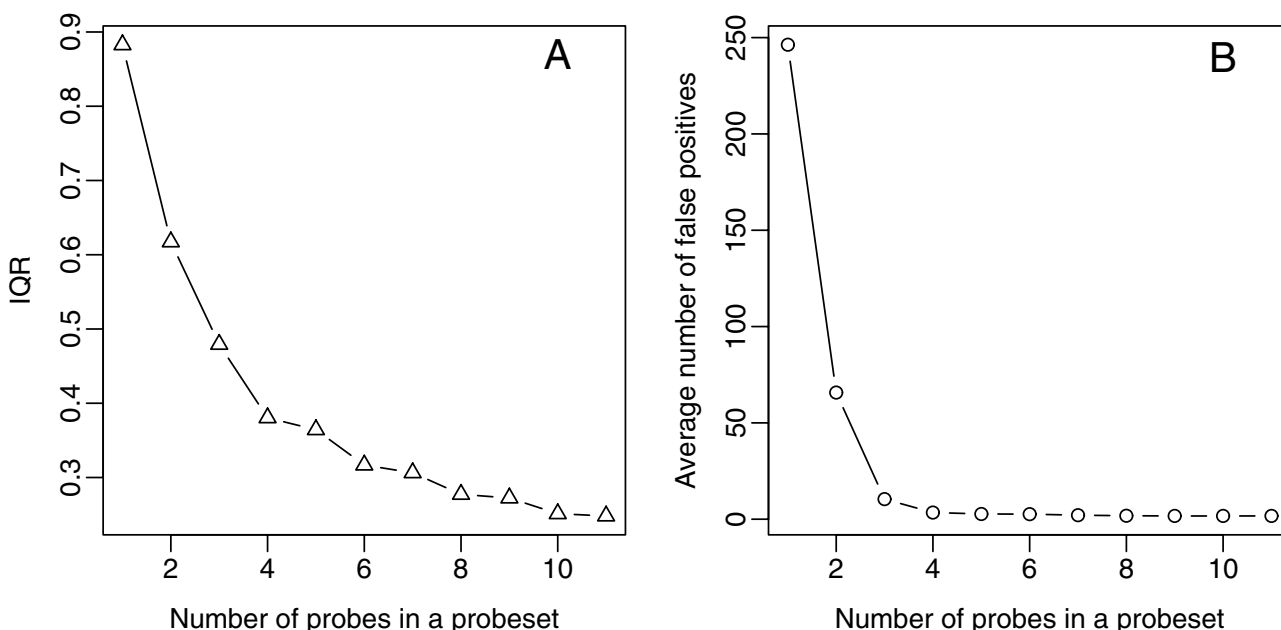 A
IQR
0.9
0.8
0.7
0.6
0.5
0.4
0.3
2 4 6 8 10
Number of probes in a probeset
B
Average number of false positives
250
200
150
100
50
0
2 4 6 8 10
Number of probes in a probeset